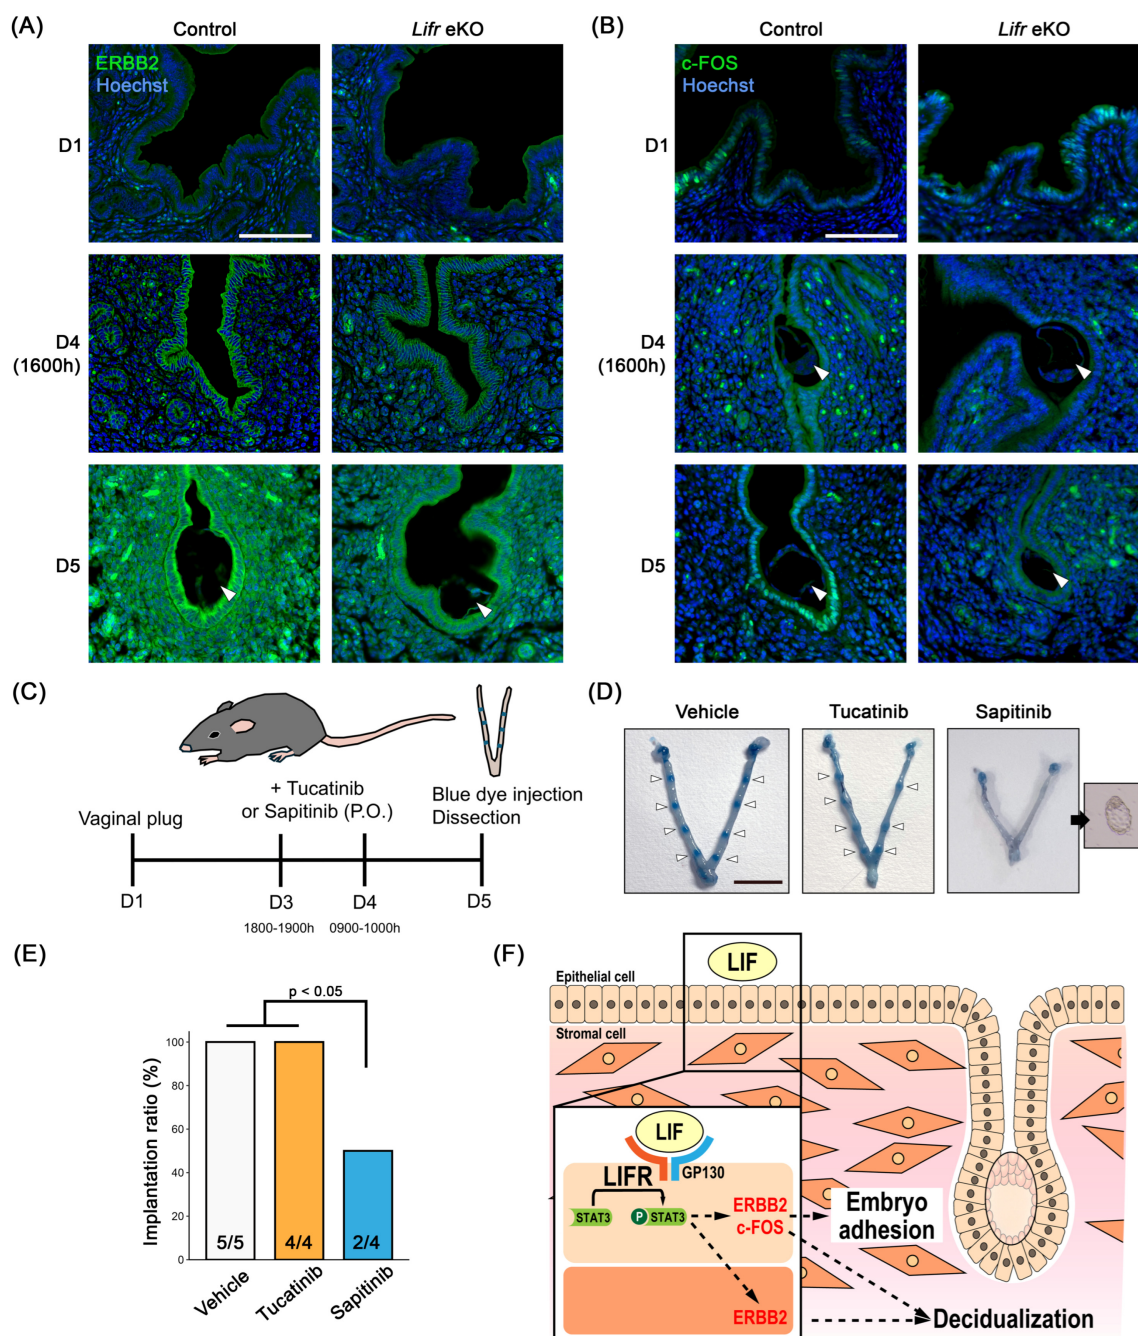 (A)
Control
Lifr eKO
ERBB2
Hoechst
D1
D4
(1600h)
D5
(B)
Control
Lifr eKO
c-FOS
Hoechst
D1
D4
(1600h)
D5
(C)
Vaginal plug
+ Tucatinib
or Sapitinib (P.O.)
Blue dye injection
Dissection
D1
D3
D4
D5
1800-1900h
0900-1000h
(D)
Vehicle
Tucatinib
Sapitinib
(E)
p < 0.05
Implantation ratio (%)
100
80
60
40
20
0
5/5
4/4
2/4
Vehicle
Tucatinib
Sapitinib
(F)
LIF
Epithelial cell
Stromal cell
LIF
LIFR
GP130
STAT3
P
STAT3
ERBB2
c-FOS
Embryo
adhesion
ERBB2
Decidualization